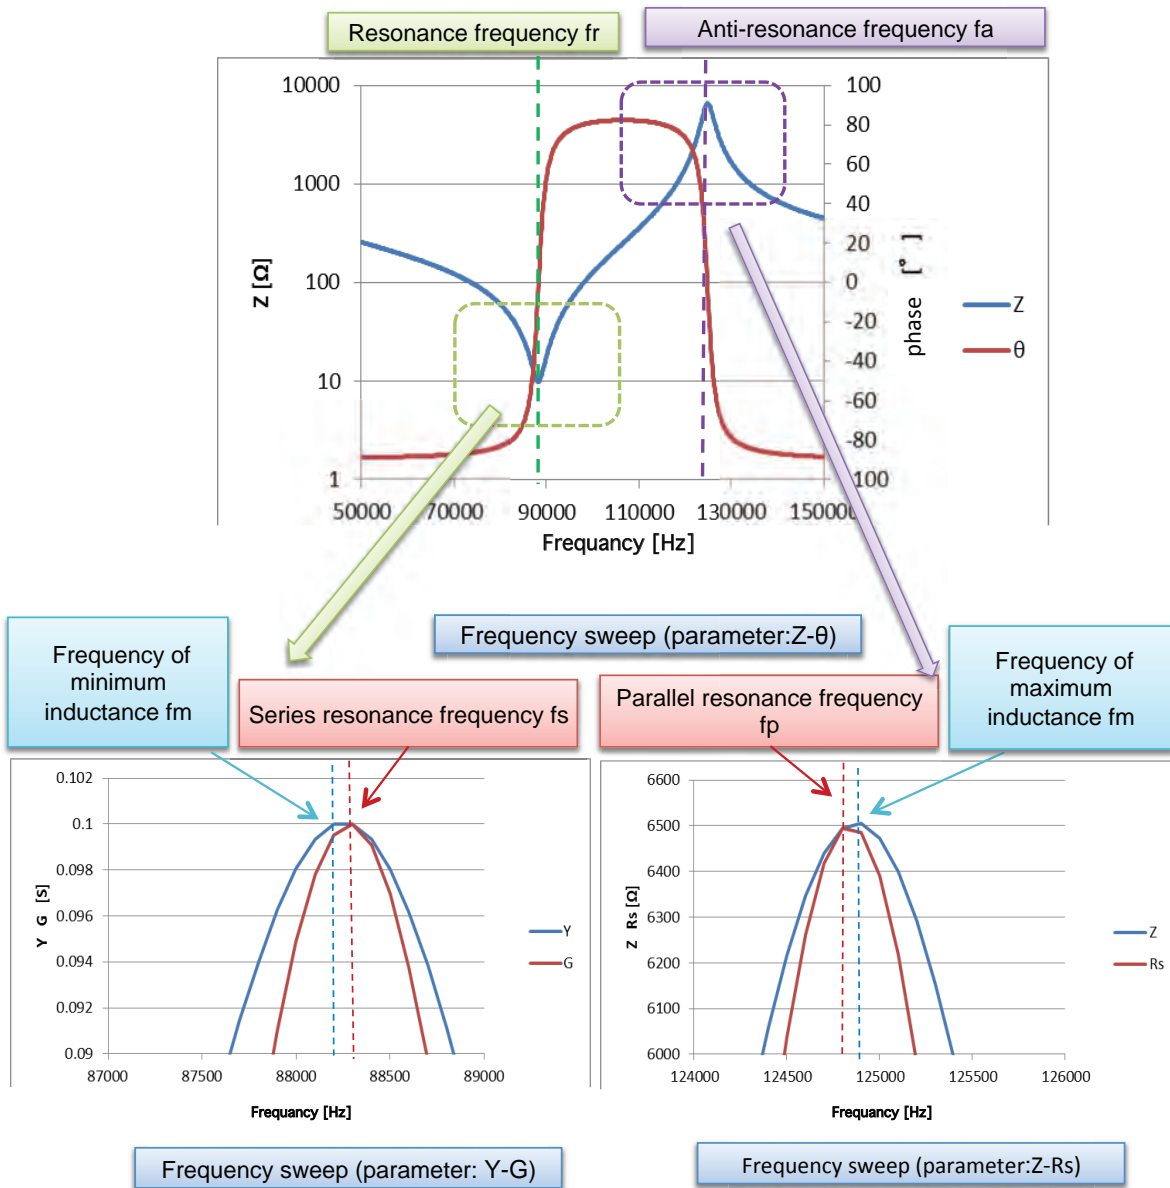 Resonance frequency fr
Anti-resonance frequency fa
10000
1000
100
10
1
100
80
60
40
20
0
-20
-40
-60
-80
-100
Z [Ω]
phase [°]
Z
θ
50000 70000 90000 110000 130000 150000
Frequancy [Hz]
Frequency sweep (parameter:Z-θ)
Frequency of
minimum
inductance fm
Series resonance frequency fs
Parallel resonance frequency
fp
Frequency of
maximum
inductance fm
0.102
0.1
0.098
0.096
0.094
0.092
0.09
Y G [S]
Y
G
87000 87500 88000 88500 89000
Frequancy [Hz]
6600
6500
6400
6300
6200
6100
6000
Z Rs [Ω]
Z
Rs
124000 124500 125000 125500 126000
Frequancy [Hz]
Frequency sweep (parameter: Y-G)
Frequency sweep (parameter:Z-Rs)